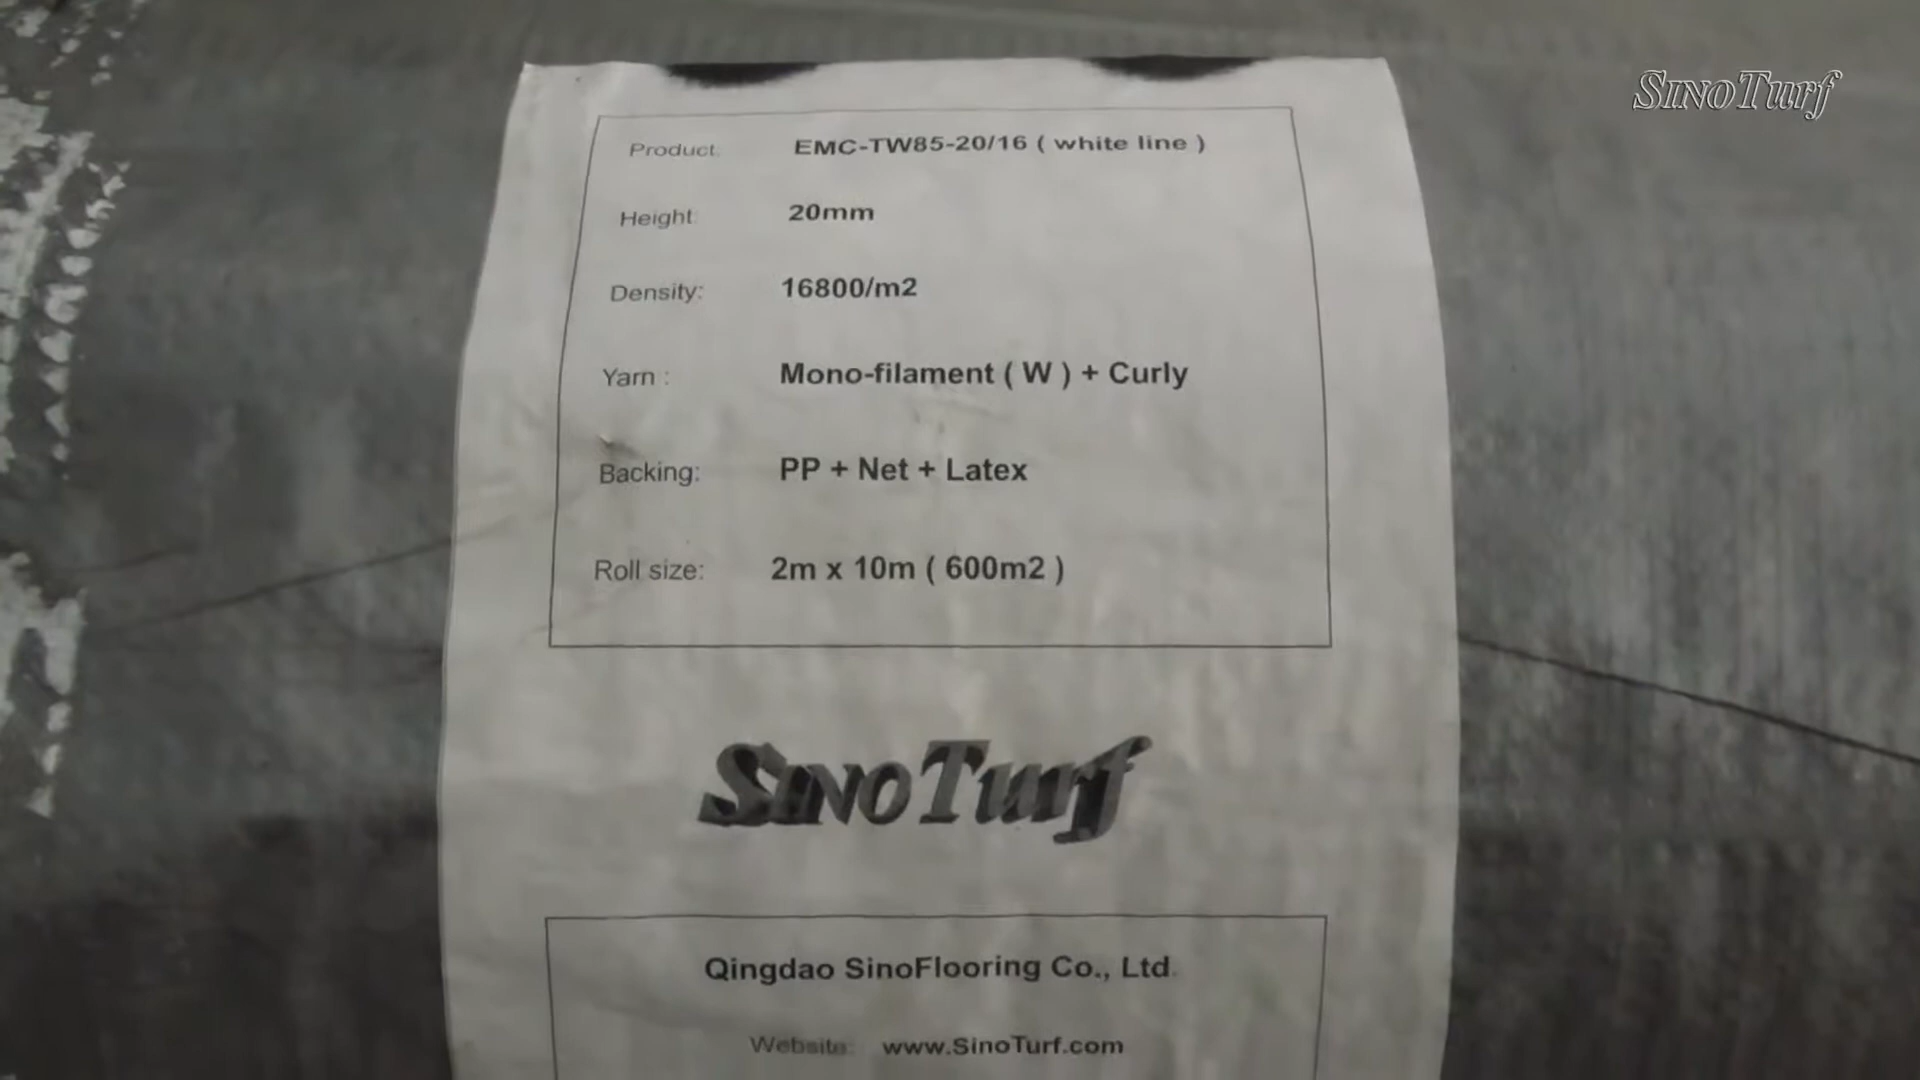 SinoTurf
Product: EMC-TW85-20/16 ( white line )
Height: 20mm
Density: 16800/m2
Yarn : Mono-filament ( W ) + Curly
Backing: PP + Net + Latex
Roll size: 2m x 10m ( 600m2 )
SinoTurf
Qingdao SinoFlooring Co., Ltd.
Website: www.SinoTurf.com